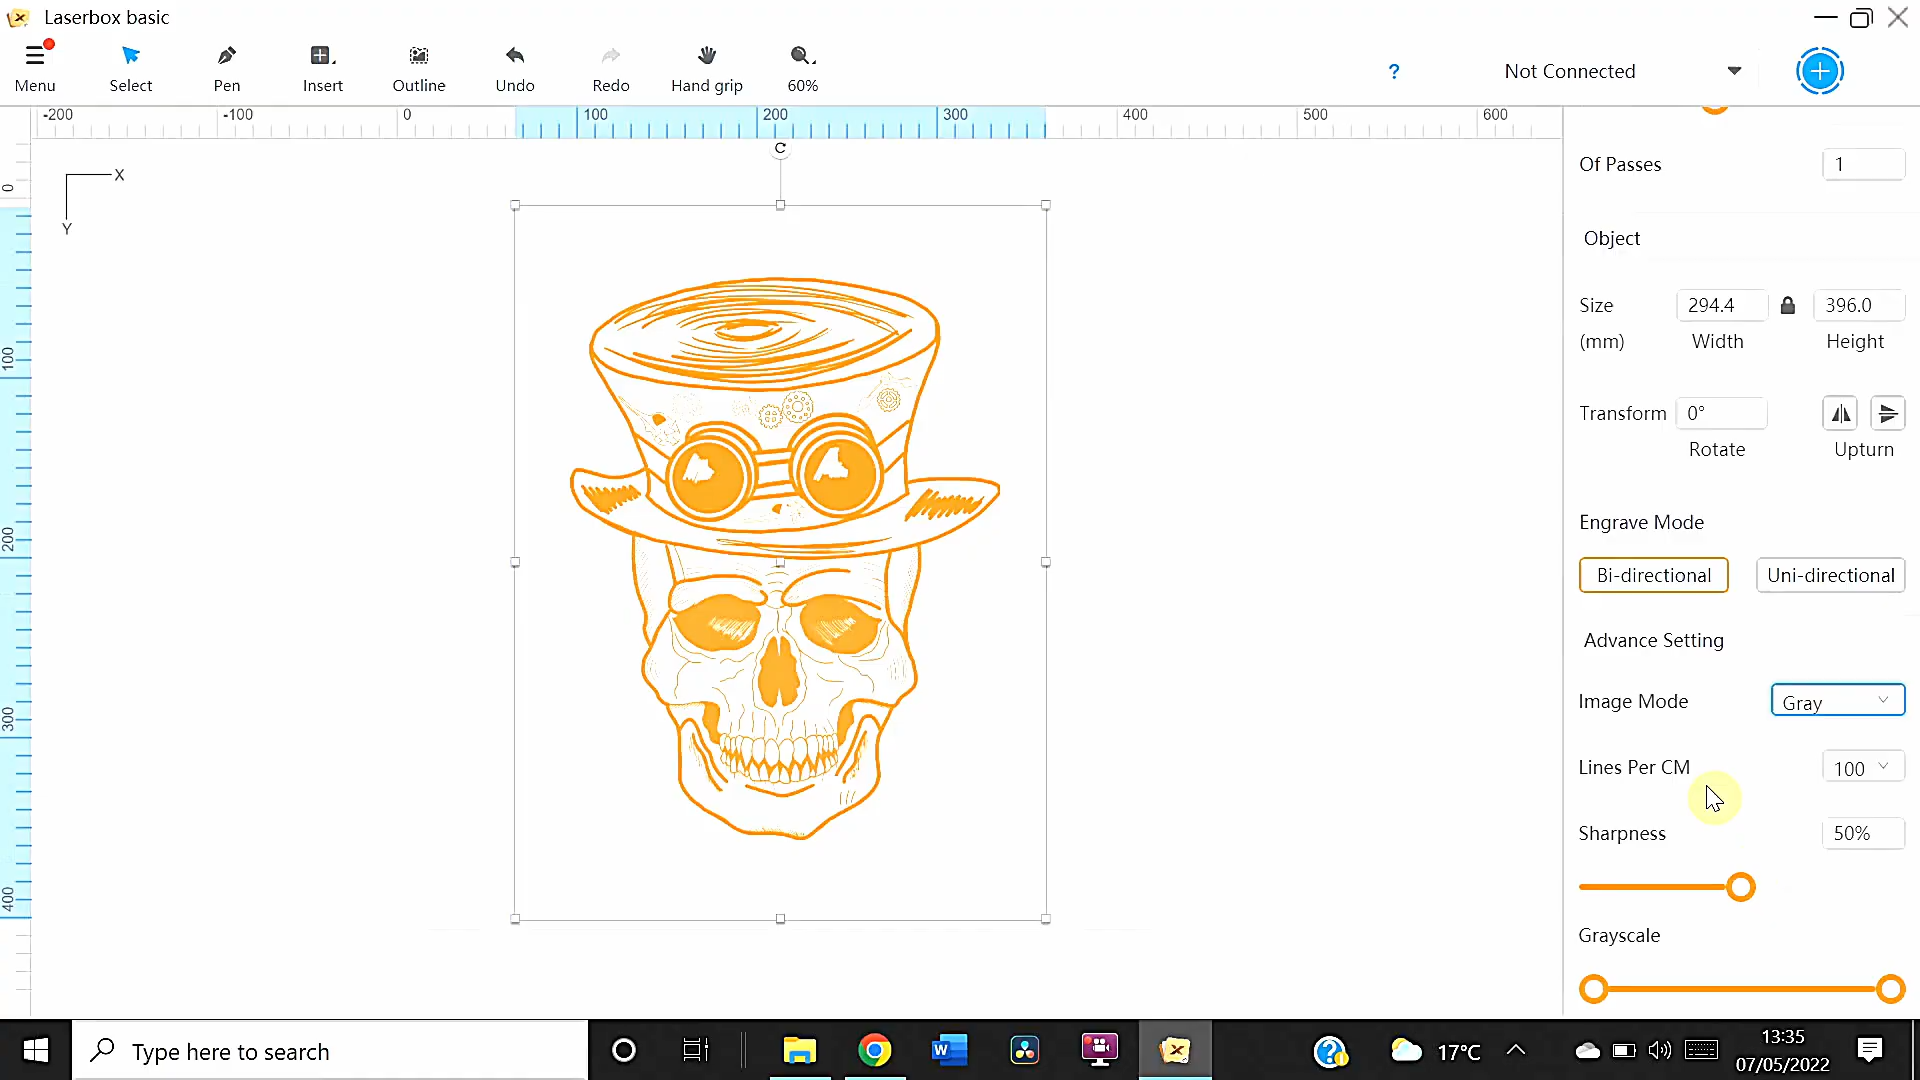 Laserbox basic
Menu
Select
Pen
Insert
Outline
Undo
Redo
Hand grip
60%
?
Not Connected
-200
-100
0
100
200
300
400
500
600
X
Y
0
100
200
300
400
Of Passes
1
Object
Size
294.4
396.0
(mm)
Width
Height
Transform
0°
Rotate
Upturn
Engrave Mode
Bi-directional
Uni-directional
Advance Setting
Image Mode
Gray
Lines Per CM
100
Sharpness
50%
Grayscale
Type here to search
W
?
17°C
13:35
07/05/2022